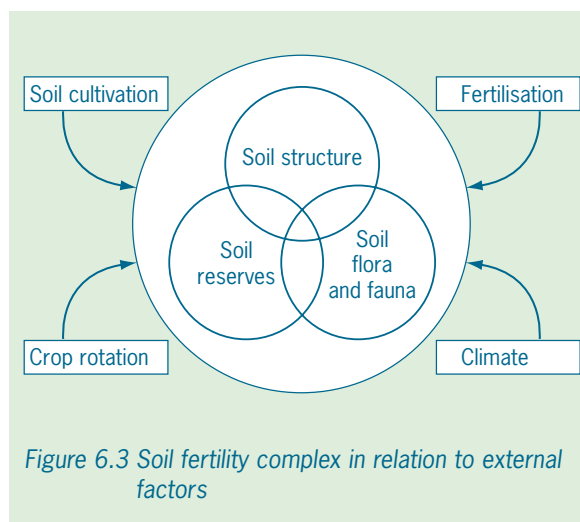 Soil cultivation
Fertilisation
Soil structure
Soil
reserves
Soil
flora
and fauna
Crop rotation
Climate
Figure 6.3 Soil fertility complex in relation to external
factors